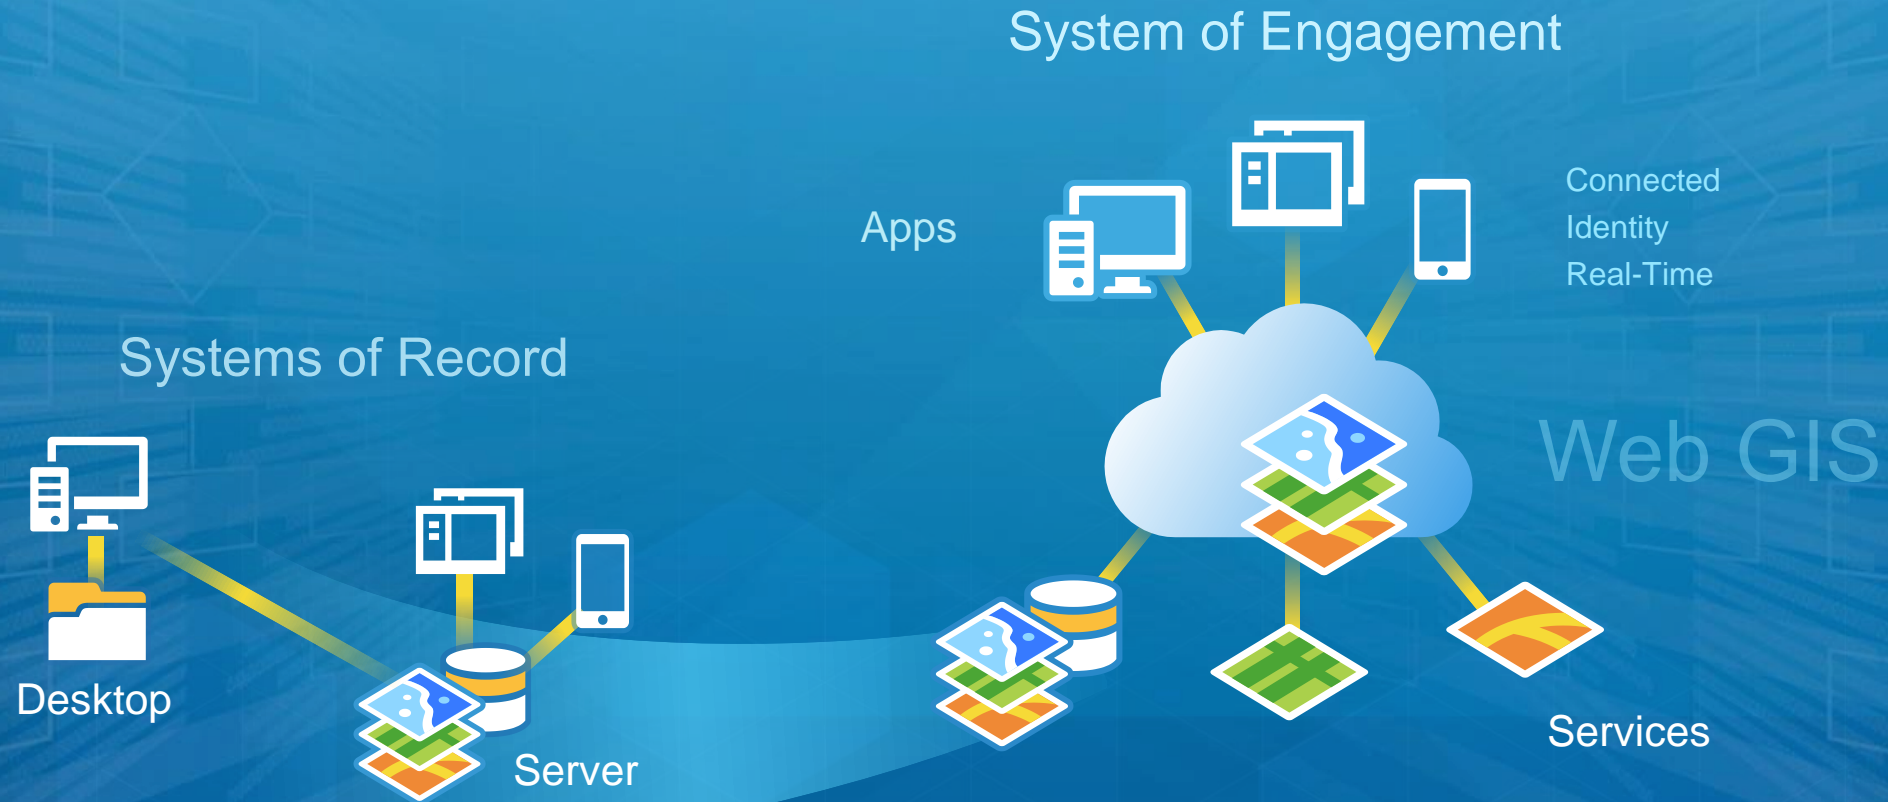 System of Engagement
Apps
Connected
Identity
Real-Time
Systems of Record
Web GIS
Desktop
Server
Services